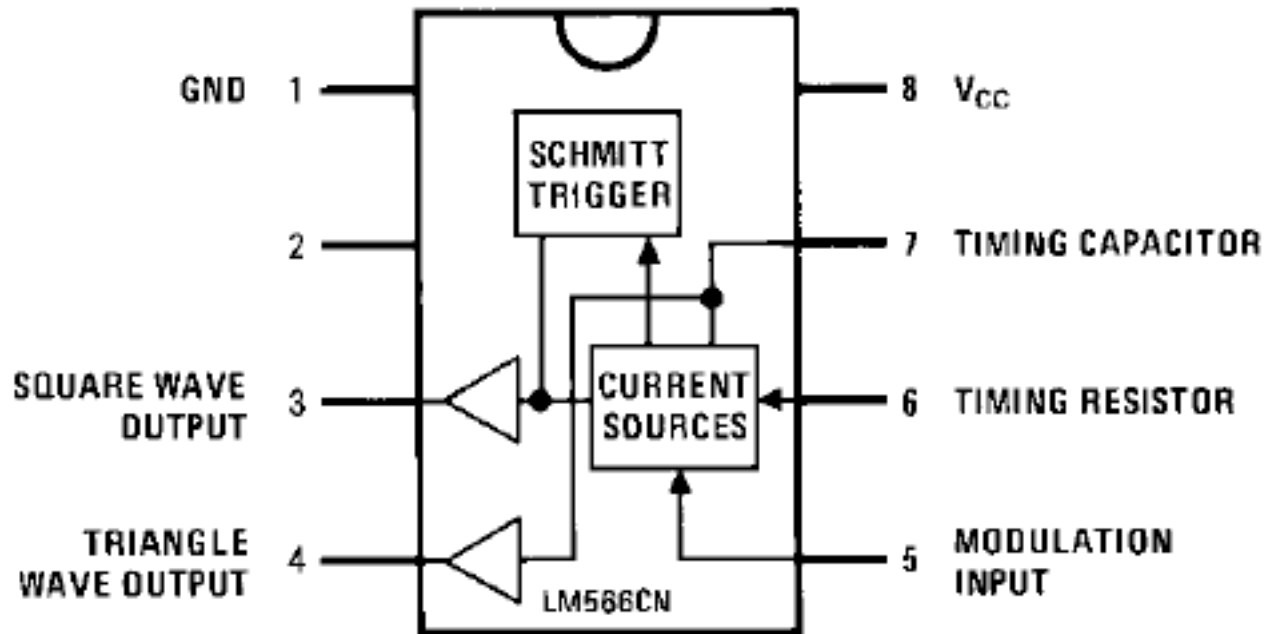 GND 1
8 VCC
SCHMITT
TRIGGER
2
7 TIMING CAPACITOR
SQUARE WAVE
OUTPUT
3
CURRENT
SOURCES
6 TIMING RESISTOR
TRIANGLE
WAVE OUTPUT
4
5
MODULATION
INPUT
LM566CN